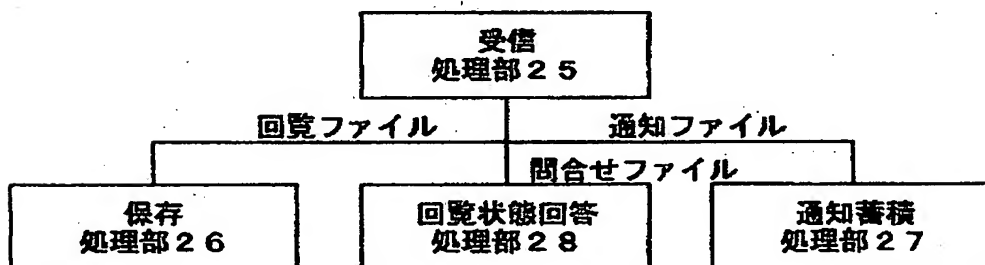 受信
処理部２５
回覧ファイル
通知ファイル
問合せファイル
保存
処理部２６
回覧状態回答
処理部２８
通知蓄積
処理部２７